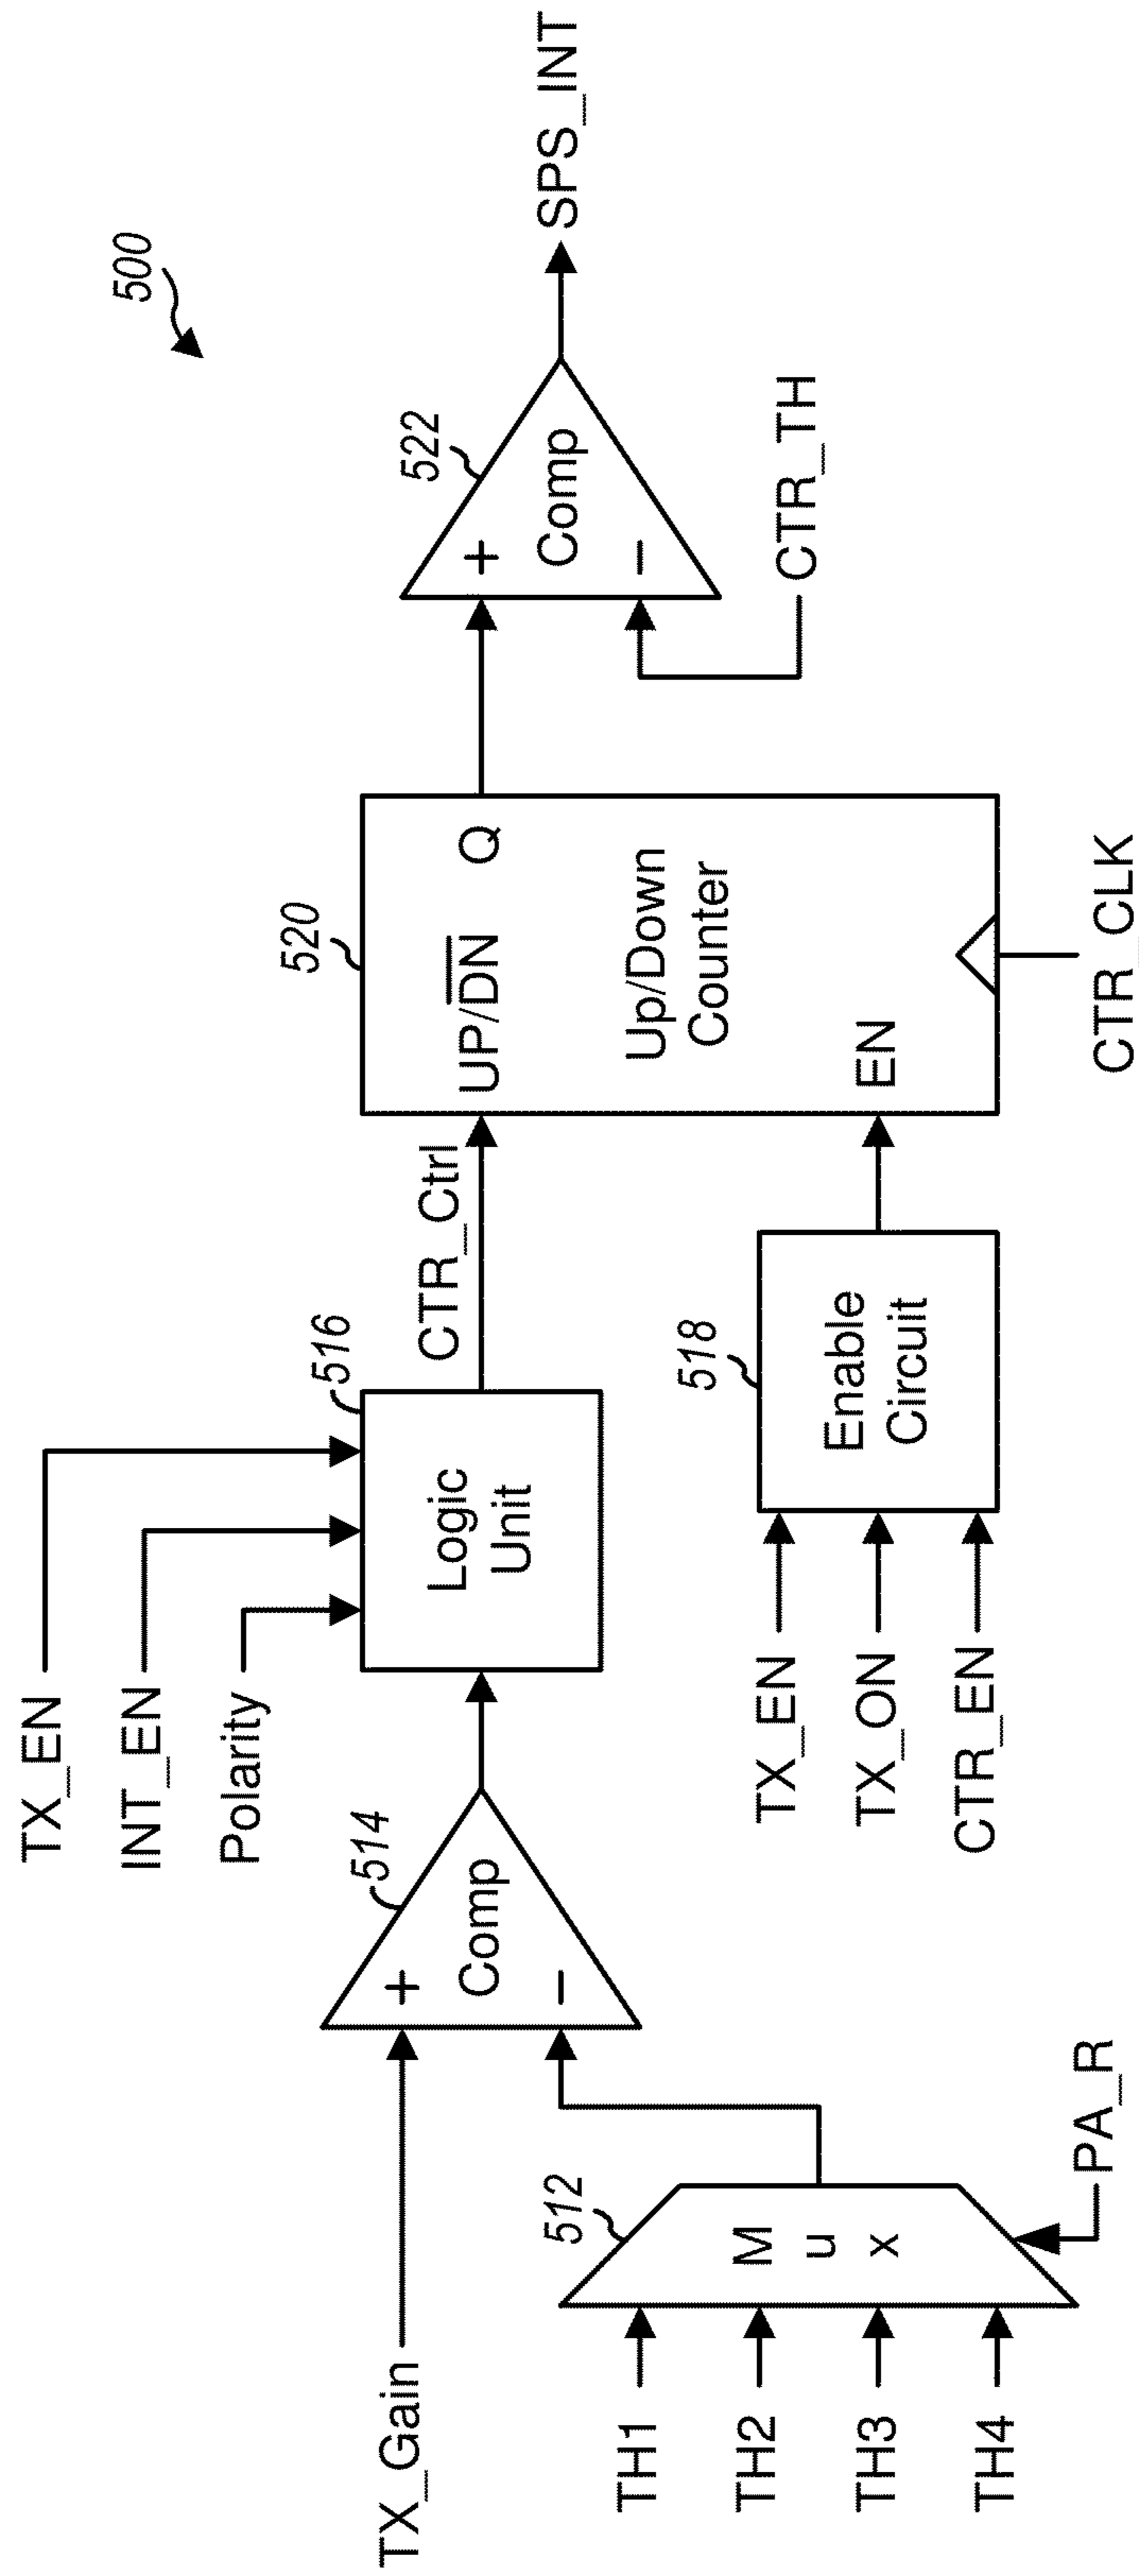 500
TX_EN
INT_EN
Polarity
TX_Gain
514
+
Comp
−
516
Logic
Unit
CTR_Ctrl
520
UP/DN
Q
Up/Down
Counter
EN
CTR_CLK
522
+
Comp
−
SPS_INT
CTR_TH
TH1
TH2
TH3
TH4
512
M
u
x
PA_R
TX_EN
TX_ON
CTR_EN
518
Enable
Circuit